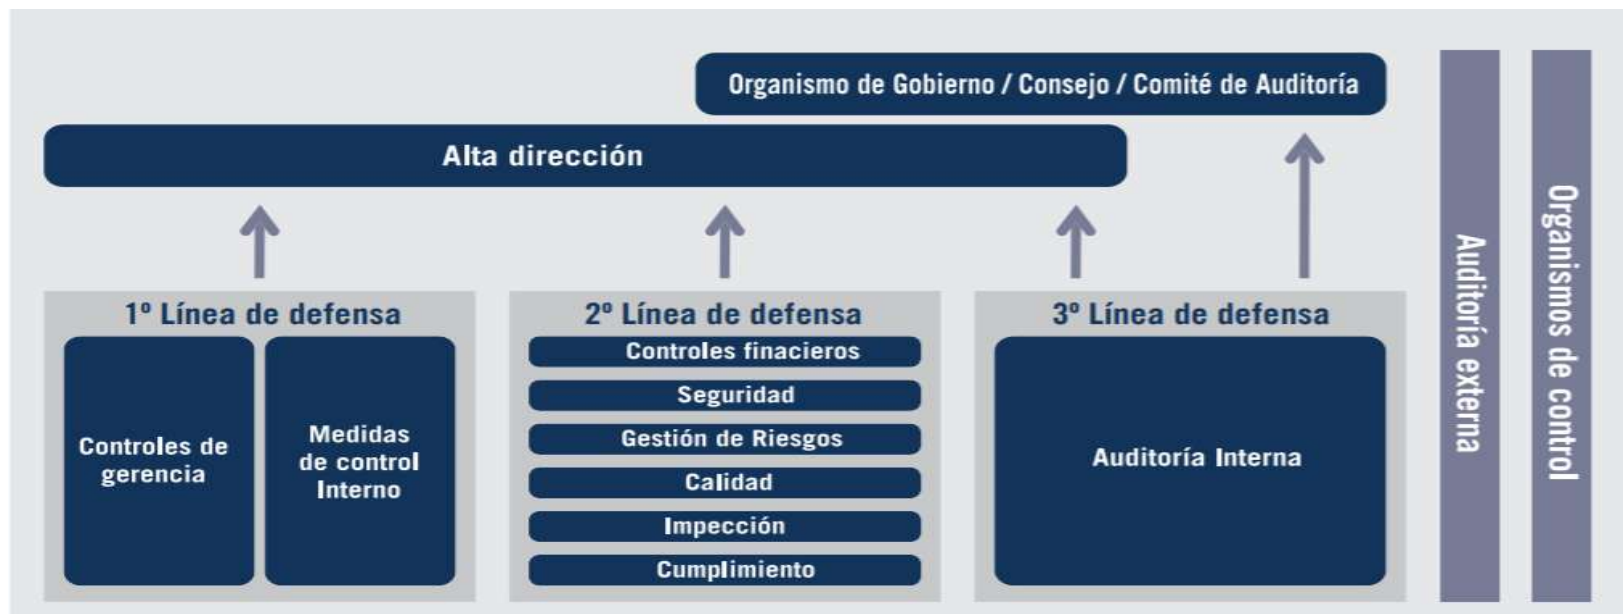 Organismo de Gobierno / Consejo / Comité de Auditoría
Alta dirección
1º Línea de defensa
Controles de
gerencia
Medidas
de control
Interno
2º Línea de defensa
Controles finacieros
Seguridad
Gestión de Riesgos
Calidad
Impección
Cumplimiento
3º Línea de defensa
Auditoría Interna
Auditoría externa
Organismos de control